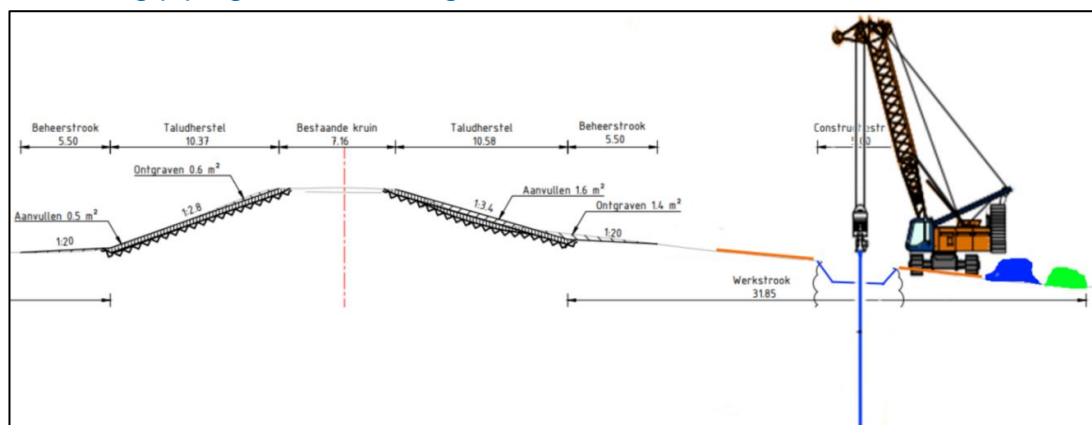 Beheerstrook
5.50
Taludherstel
10.37
Bestaande kruin
7.16
Taludherstel
10.58
Beheerstrook
5.50
Constructiestr
Ontgraven 0.6 m²
Aanvullen 0.5 m²
1:2.8
1:20
1:3.4
Aanvullen 1.6 m²
Ontgraven 1.4 m²
1:20
Werkstrook
31.85